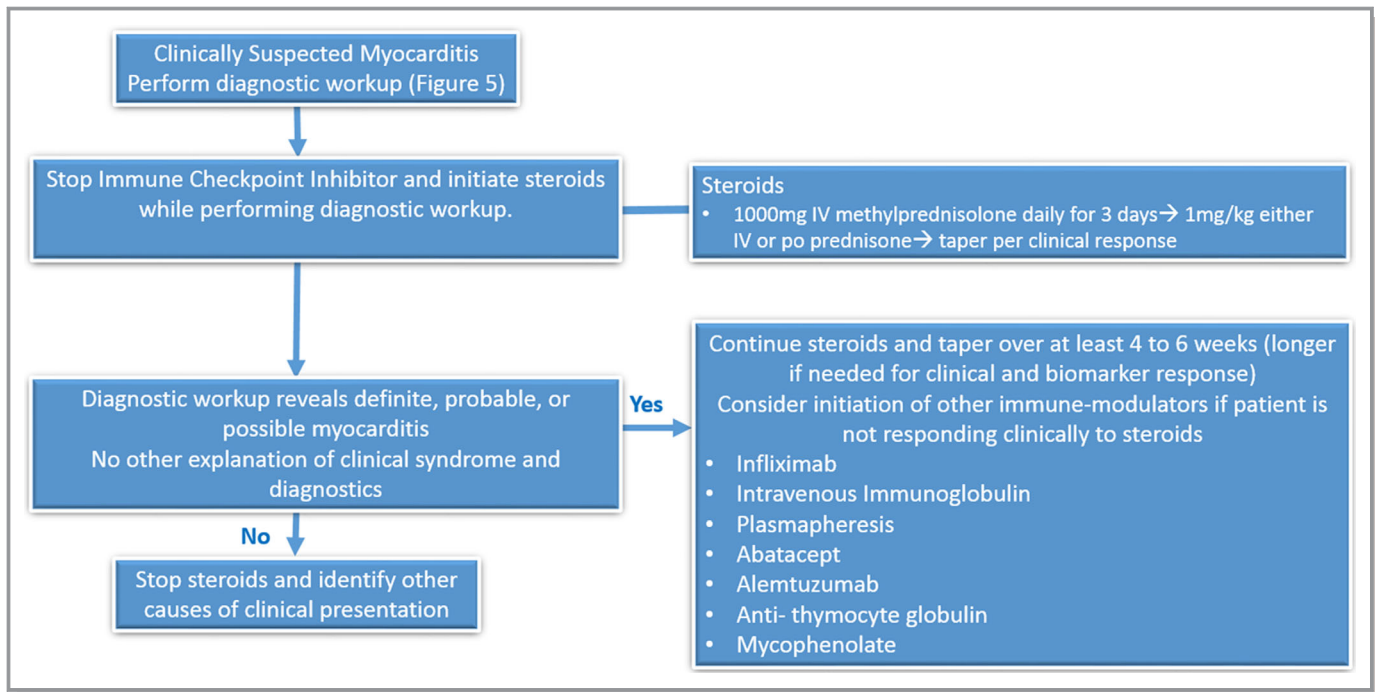 Clinically Suspected Myocarditis
Perform diagnostic workup (Figure 5)
Stop Immune Checkpoint Inhibitor and initiate steroids
while performing diagnostic workup.
Steroids
• 1000mg IV methylprednisolone daily for 3 days→ 1mg/kg either
IV or po prednisone→ taper per clinical response
Diagnostic workup reveals definite, probable, or
possible myocarditis
No other explanation of clinical syndrome and
diagnostics
Yes
Continue steroids and taper over at least 4 to 6 weeks (longer
if needed for clinical and biomarker response)
Consider initiation of other immune-modulators if patient is
not responding clinically to steroids
• Infliximab
• Intravenous Immunoglobulin
• Plasmapheresis
• Abatacept
• Alemtuzumab
• Anti- thymocyte globulin
• Mycophenolate
No
Stop steroids and identify other
causes of clinical presentation